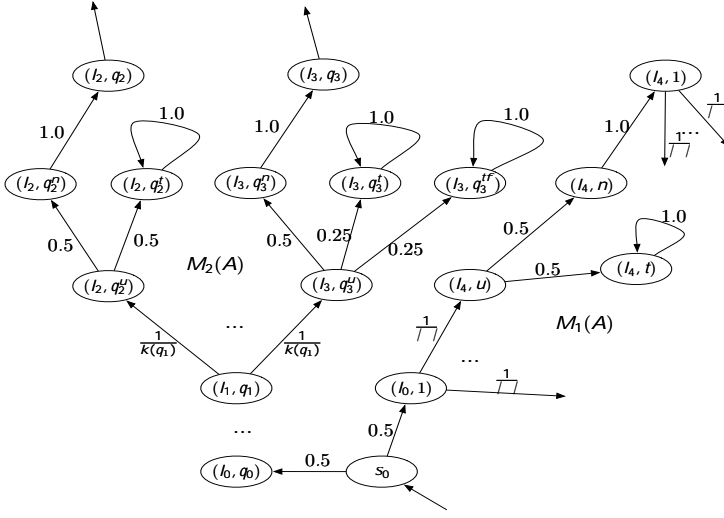 (l₂, q₂)
(l₃, q₃)
(l₄, 1)
1
1
...
1.0
1.0
1.0
1.0
1.0
1.0
(l₂, q₂ⁿ)
(l₂, q₂ᵗ)
(l₃, q₃ⁿ)
(l₃, q₃ᵗ)
(l₃, q₃ᵗᶠ)
(l₄, n)
0.5
0.5
0.5
0.25
0.25
0.5
1.0
M₂(A)
0.5
(l₄, t)
(l₂, q₂ᵘ)
(l₃, q₃ᵘ)
(l₄, u)
M₁(A)
1/k(q₁)
...
1/k(q₁)
1
...
1
(l₁, q₁)
(l₀, 1)
...
0.5
(l₀, q₀)
0.5
s₀